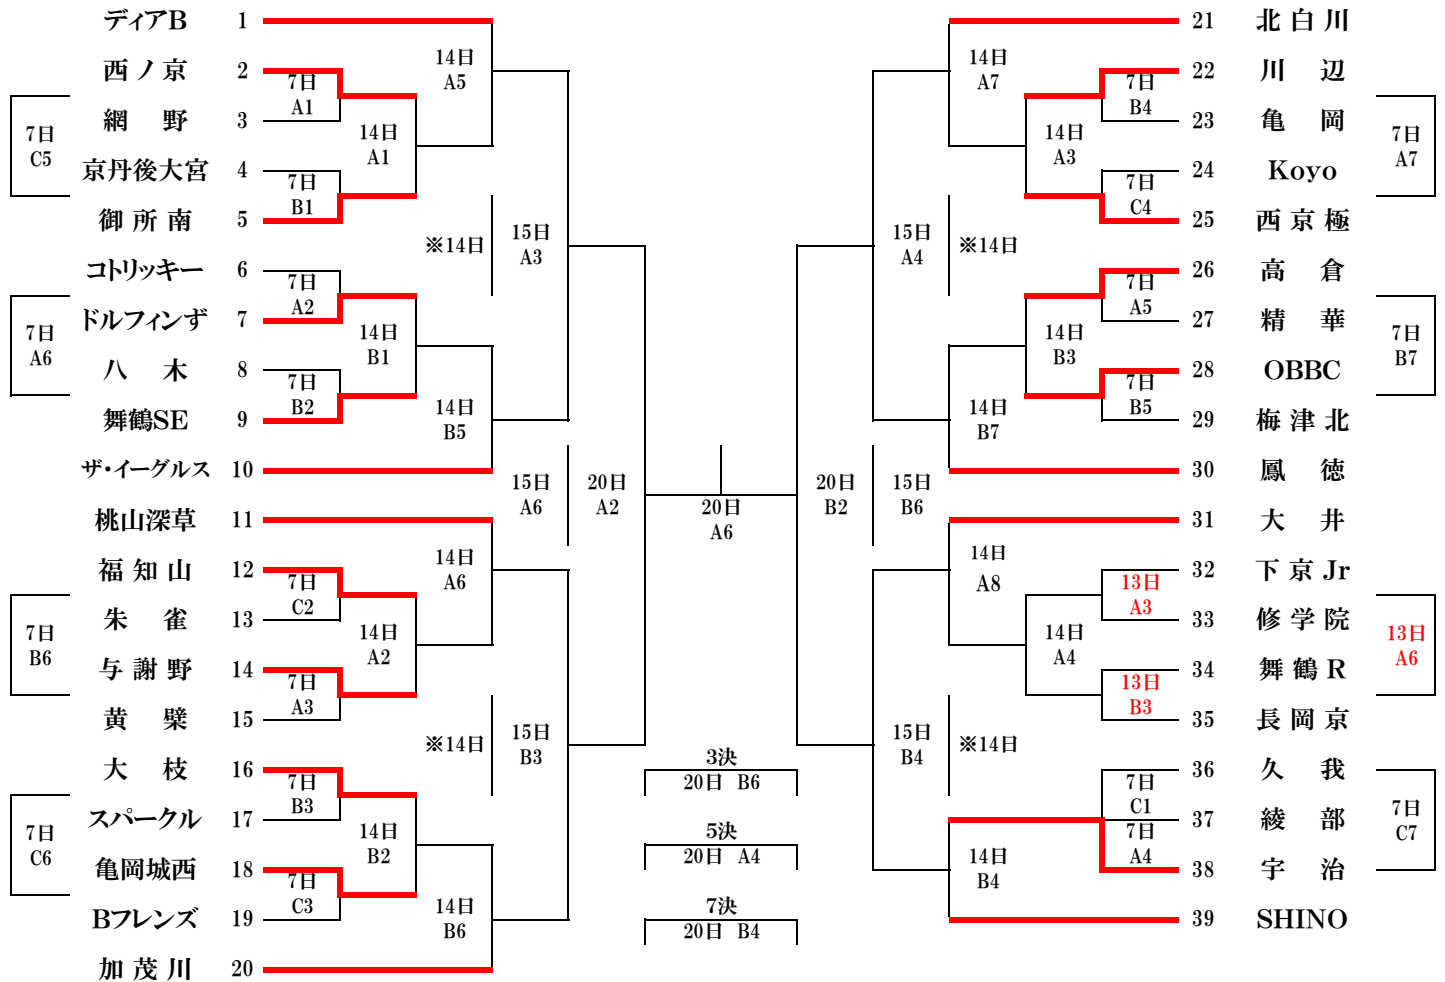 ディアB 1
西ノ京 2
網 野 3
京丹後大宮 4
御所南 5
コトリッキー 6
ドルフィンず 7
八 木 8
舞鶴SE 9
ザ・イーグルス 10
桃山深草 11
福知山 12
朱 雀 13
与謝野 14
黄 檗 15
大 枝 16
スパークル 17
亀岡城西 18
Bフレンズ 19
加茂川 20
7日
C5
7日
A6
7日
B6
7日
C6
7日
A1
7日
B1
7日
A2
7日
B2
7日
C2
7日
A3
7日
B3
7日
C3
14日
A1
14日
B1
14日
A2
14日
B2
14日
A5
※14日
14日
B5
14日
A6
※14日
14日
B6
15日
A3
15日
A6
15日
B3
20日
A2
20日
A6
3決
20日 B6
5決
20日 A4
7決
20日 B4
20日
B2
15日
A4
15日
B6
15日
B4
14日
A7
※14日
14日
B7
14日
A8
※14日
14日
B4
14日
A3
14日
B3
14日
A4
7日
B4
7日
C4
7日
A5
7日
B5
13日
A3
13日
B3
7日
C1
7日
A4
21 北白川
22 川 辺
23 亀 岡
24 Koyo
25 西京極
26 高 倉
27 精 華
28 OBBC
29 梅津北
30 鳳 徳
31 大 井
32 下京Jr
33 修学院
34 舞鶴R
35 長岡京
36 久 我
37 綾 部
38 宇 治
39 SHINO
7日
A7
7日
B7
13日
A6
7日
C7